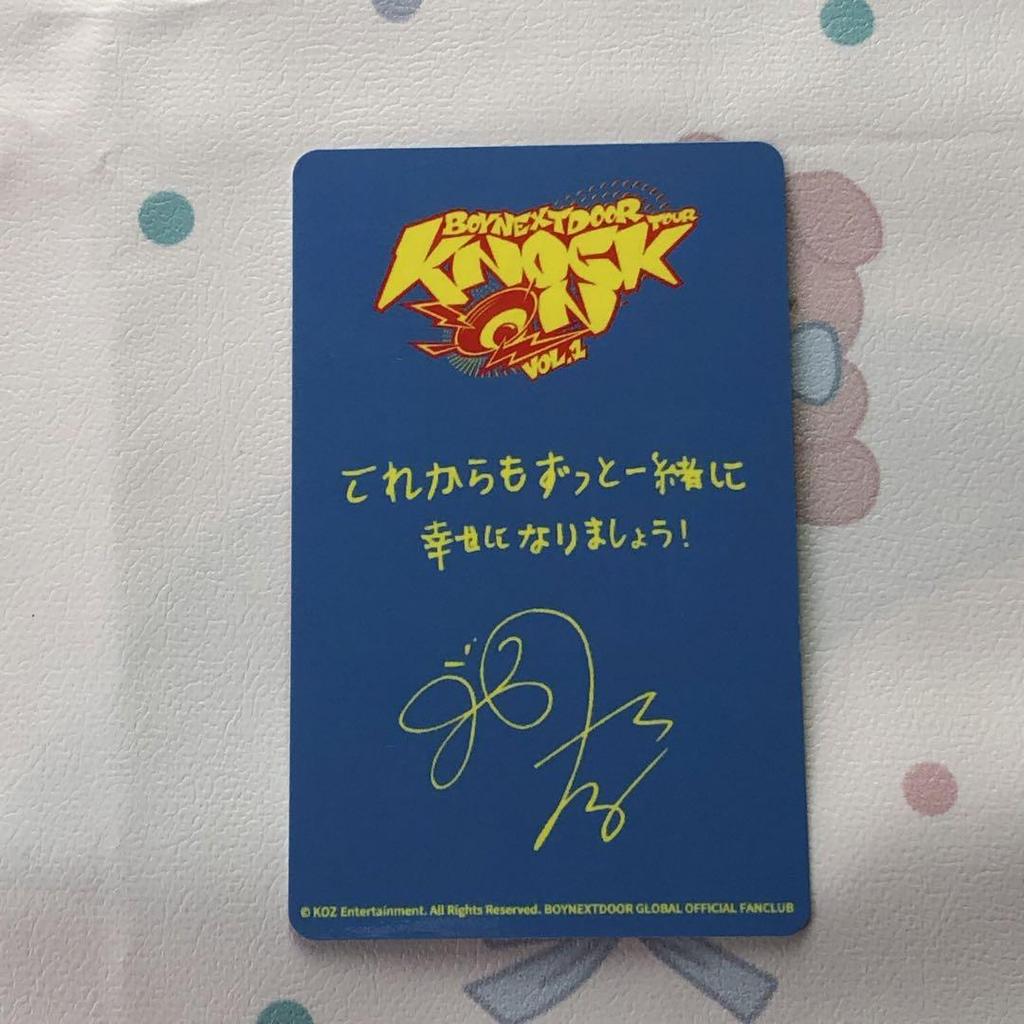 BOYNEXTDOOR TOUR
KNOCK
ON
VOL.1
これからもずっと一緒に
幸せになりましょう!
© KOZ Entertainment. All Rights Reserved. BOYNEXTDOOR GLOBAL OFFICIAL FANCLUB